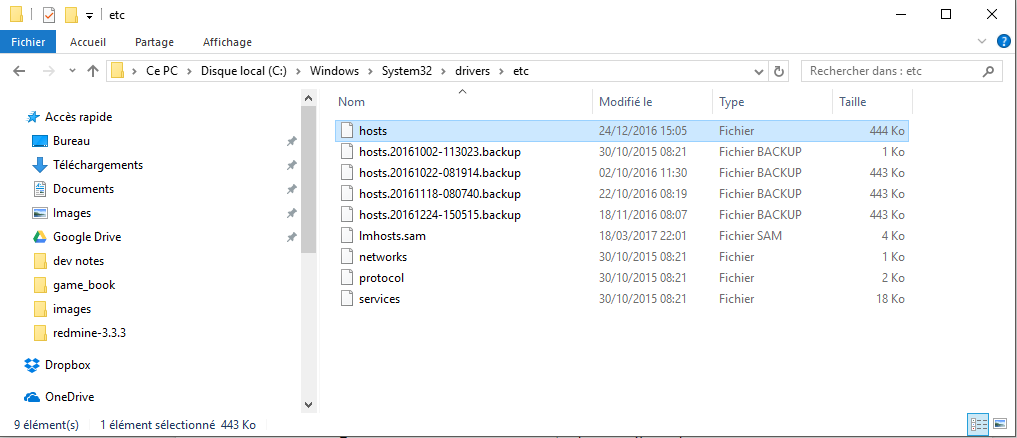 etc
Fichier Accueil Partage Affichage
Ce PC > Disque local (C:) > Windows > System32 > drivers > etc Rechercher dans : etc
Nom Modifié le Type Taille
Accès rapide
Bureau
Téléchargements
Documents
Images
Google Drive
dev notes
game_book
images
redmine-3.3.3
Dropbox
OneDrive
hosts 24/12/2016 15:05 Fichier 444 Ko
hosts.20161002-113023.backup 30/10/2015 08:21 Fichier BACKUP 1 Ko
hosts.20161022-081914.backup 02/10/2016 11:30 Fichier BACKUP 443 Ko
hosts.20161118-080740.backup 22/10/2016 08:19 Fichier BACKUP 443 Ko
hosts.20161224-150515.backup 18/11/2016 08:07 Fichier BACKUP 443 Ko
lmhosts.sam 18/03/2017 22:01 Fichier SAM 4 Ko
networks 30/10/2015 08:21 Fichier 1 Ko
protocol 30/10/2015 08:21 Fichier 2 Ko
services 30/10/2015 08:21 Fichier 18 Ko
9 élément(s) 1 élément sélectionné 443 Ko